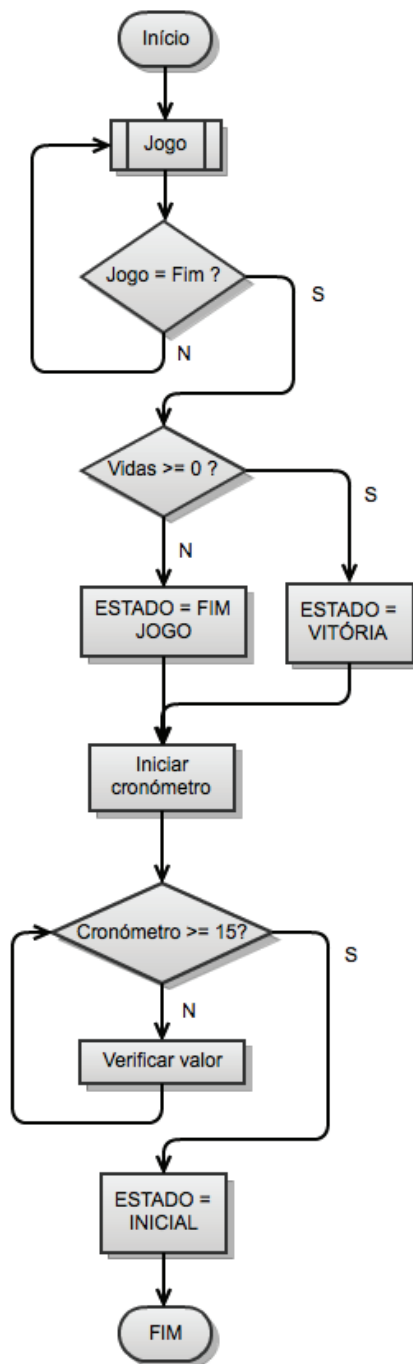 Início
Jogo
Jogo = Fim ?
S
N
Vidas >= 0 ?
S
N
ESTADO = FIM
JOGO
ESTADO =
VITÓRIA
Iniciar
cronómetro
Cronómetro >= 15?
S
N
Verificar valor
ESTADO =
INICIAL
FIM